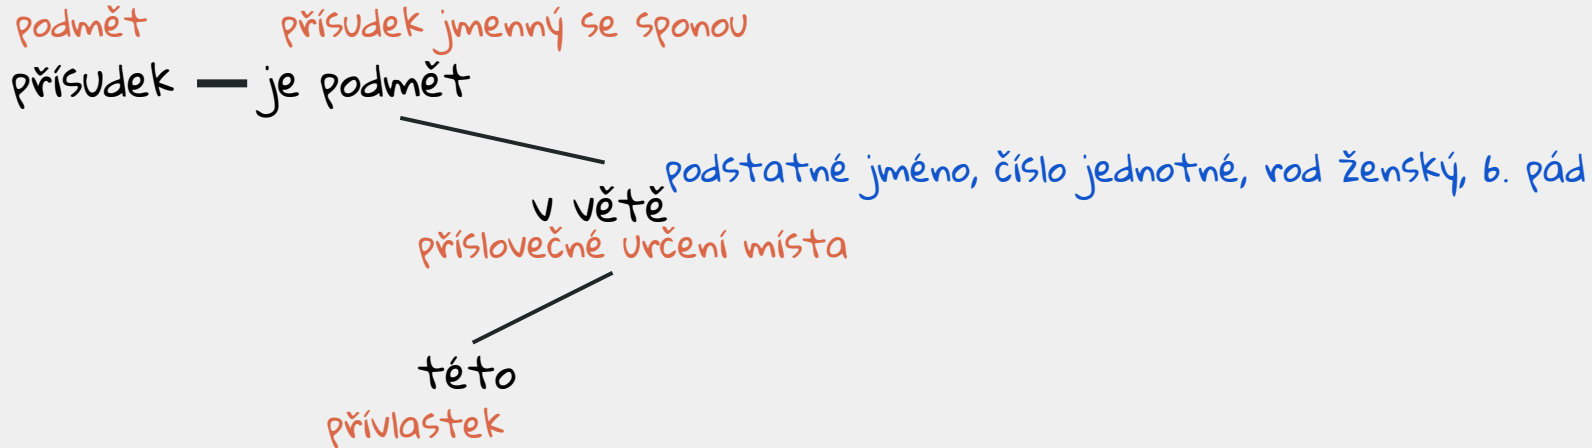 podmět přísudek jmenný se sponou
přísudek — je podmět
podstatné jméno, číslo jednotné, rod ženský, 6. pád
v větě
příslovečné určení místa
této
přívlastek